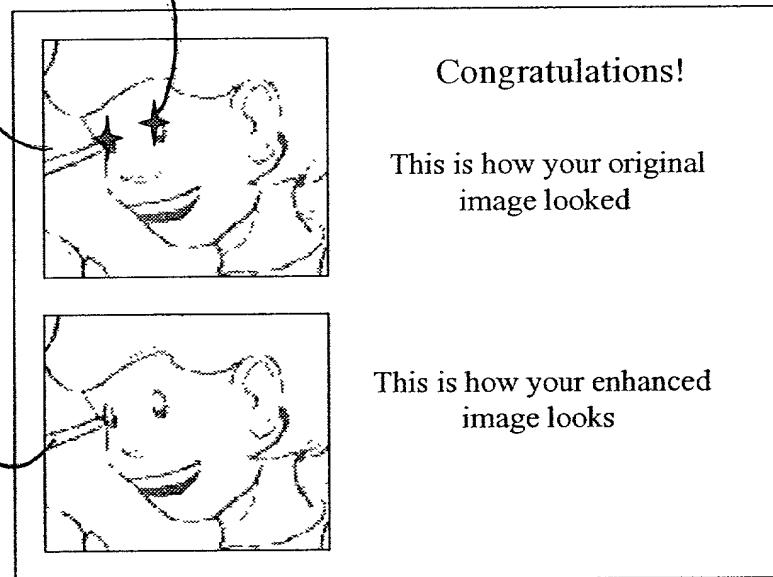 Congratulations!
This is how your original
image looked
This is how your enhanced
image looks